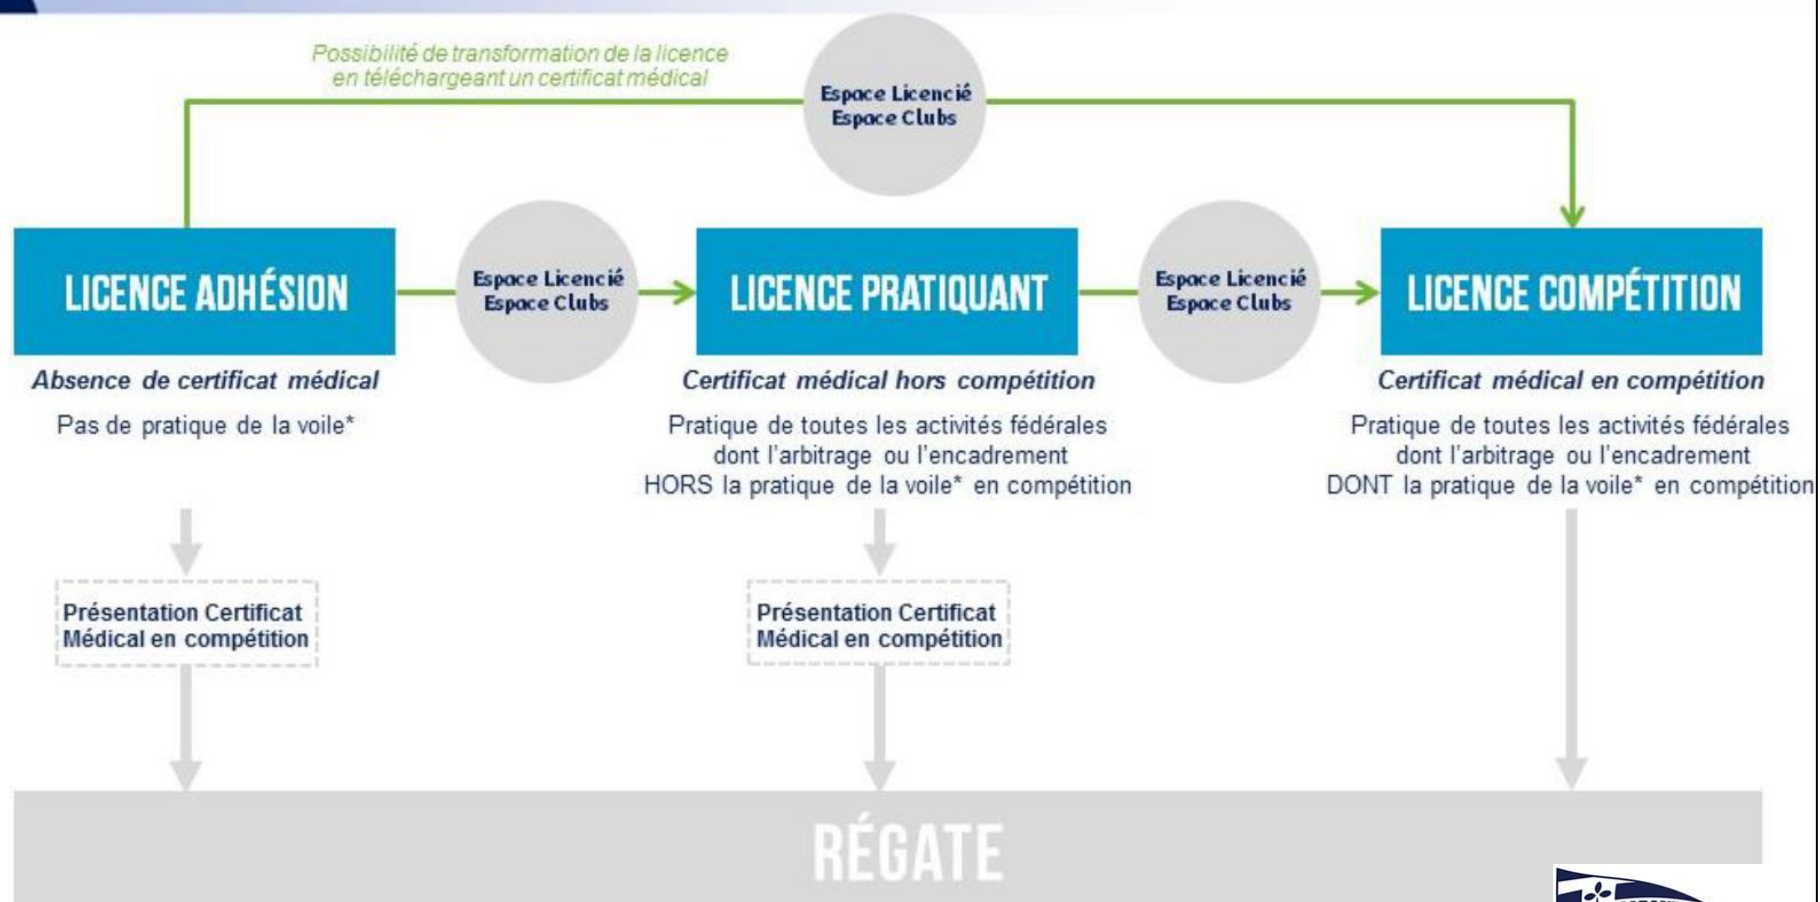 Possibilité de transformation de la licence
en téléchargeant un certificat médical
Espace Licencié
Espace Clubs
LICENCE ADHÉSION
Espace Licencié
Espace Clubs
LICENCE PRATIQUANT
Espace Licencié
Espace Clubs
LICENCE COMPÉTITION
Absence de certificat médical
Pas de pratique de la voile*
Certificat médical hors compétition
Pratique de toutes les activités fédérales
dont l'arbitrage ou l'encadrement
HORS la pratique de la voile* en compétition
Certificat médical en compétition
Pratique de toutes les activités fédérales
dont l'arbitrage ou l'encadrement
DONT la pratique de la voile* en compétition
Présentation Certificat
Médical en compétition
Présentation Certificat
Médical en compétition
RÉGATE